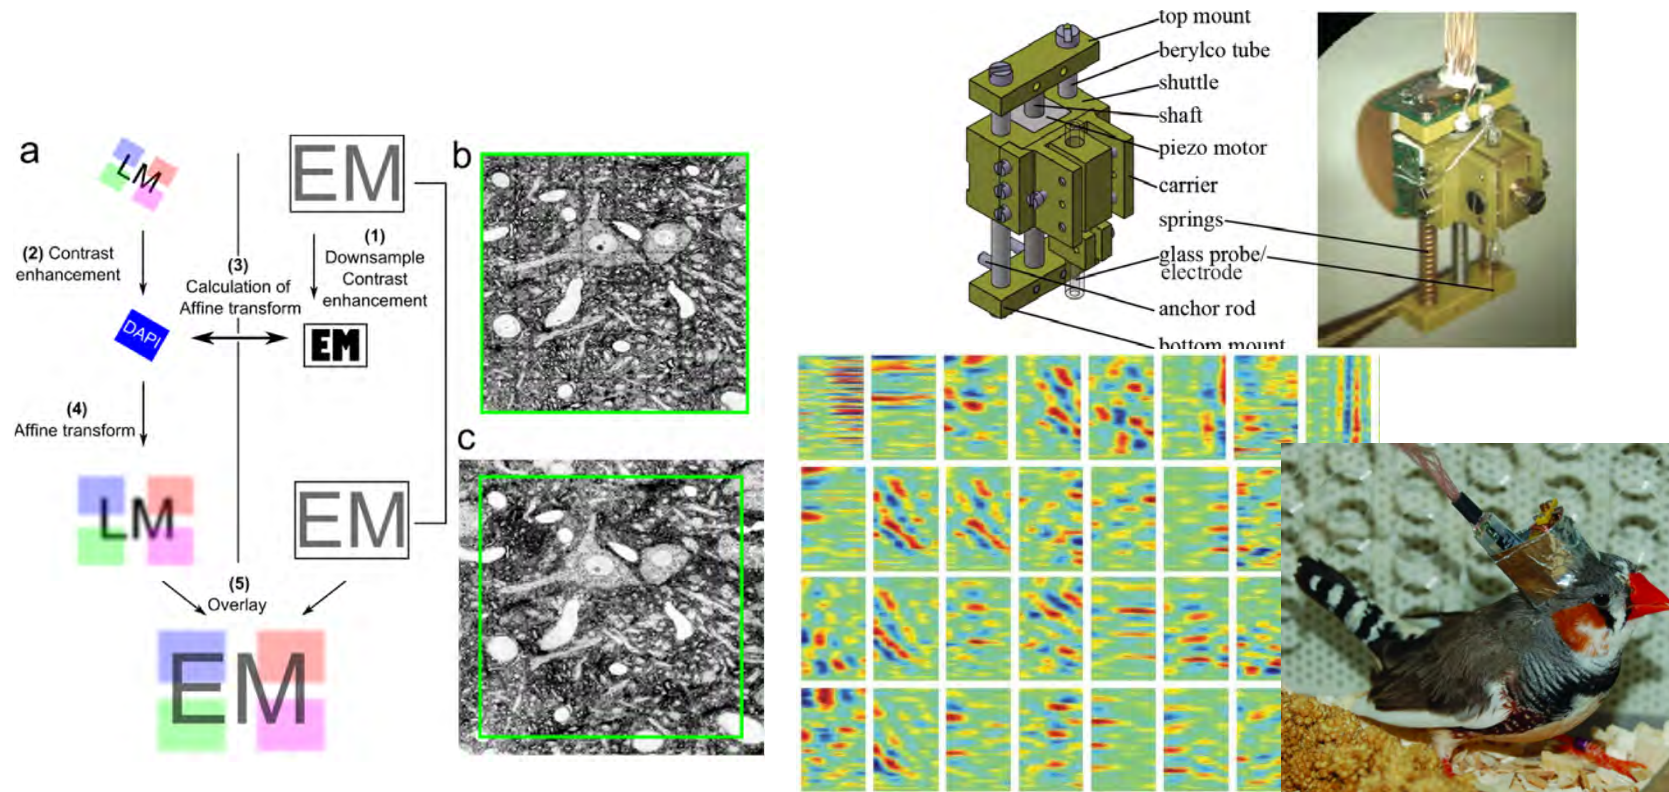 a
LM
EM
(1)
Downsample
Contrast
enhancement
(2) Contrast
enhancement
(3)
Calculation of
Affine transform
DAPI
EM
(4)
Affine transform
LM
EM
(5)
Overlay
EM
b
c
top mount
berylco tube
shuttle
shaft
piezo motor
carrier
springs
glass probe/
electrode
anchor rod
bottom mount